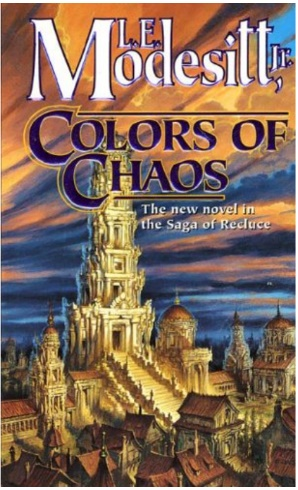 L.E.
Modesitt,
Jr.
COLORS OF
CHAOS
The new novel in
the Saga of Recluce